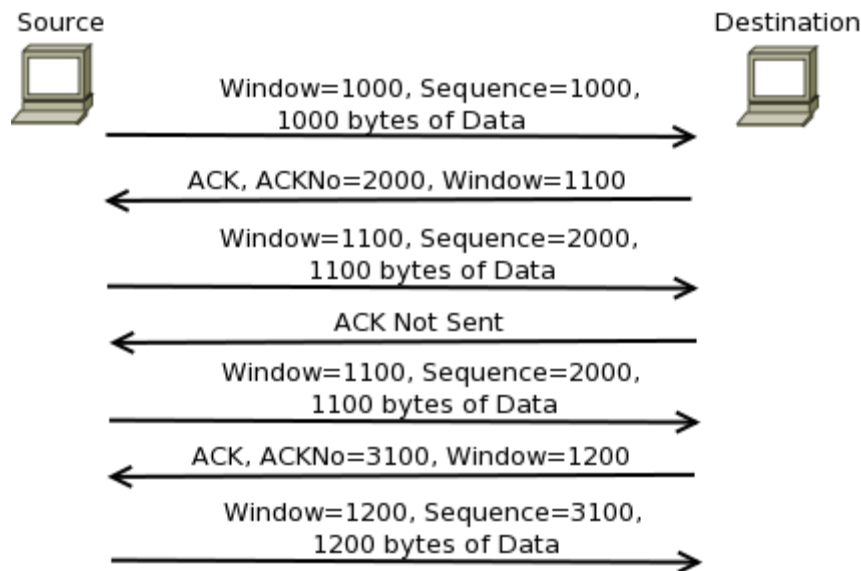 Source
Destination
Window=1000, Sequence=1000,
1000 bytes of Data
ACK, ACKNo=2000, Window=1100
Window=1100, Sequence=2000,
1100 bytes of Data
ACK Not Sent
Window=1100, Sequence=2000,
1100 bytes of Data
ACK, ACKNo=3100, Window=1200
Window=1200, Sequence=3100,
1200 bytes of Data